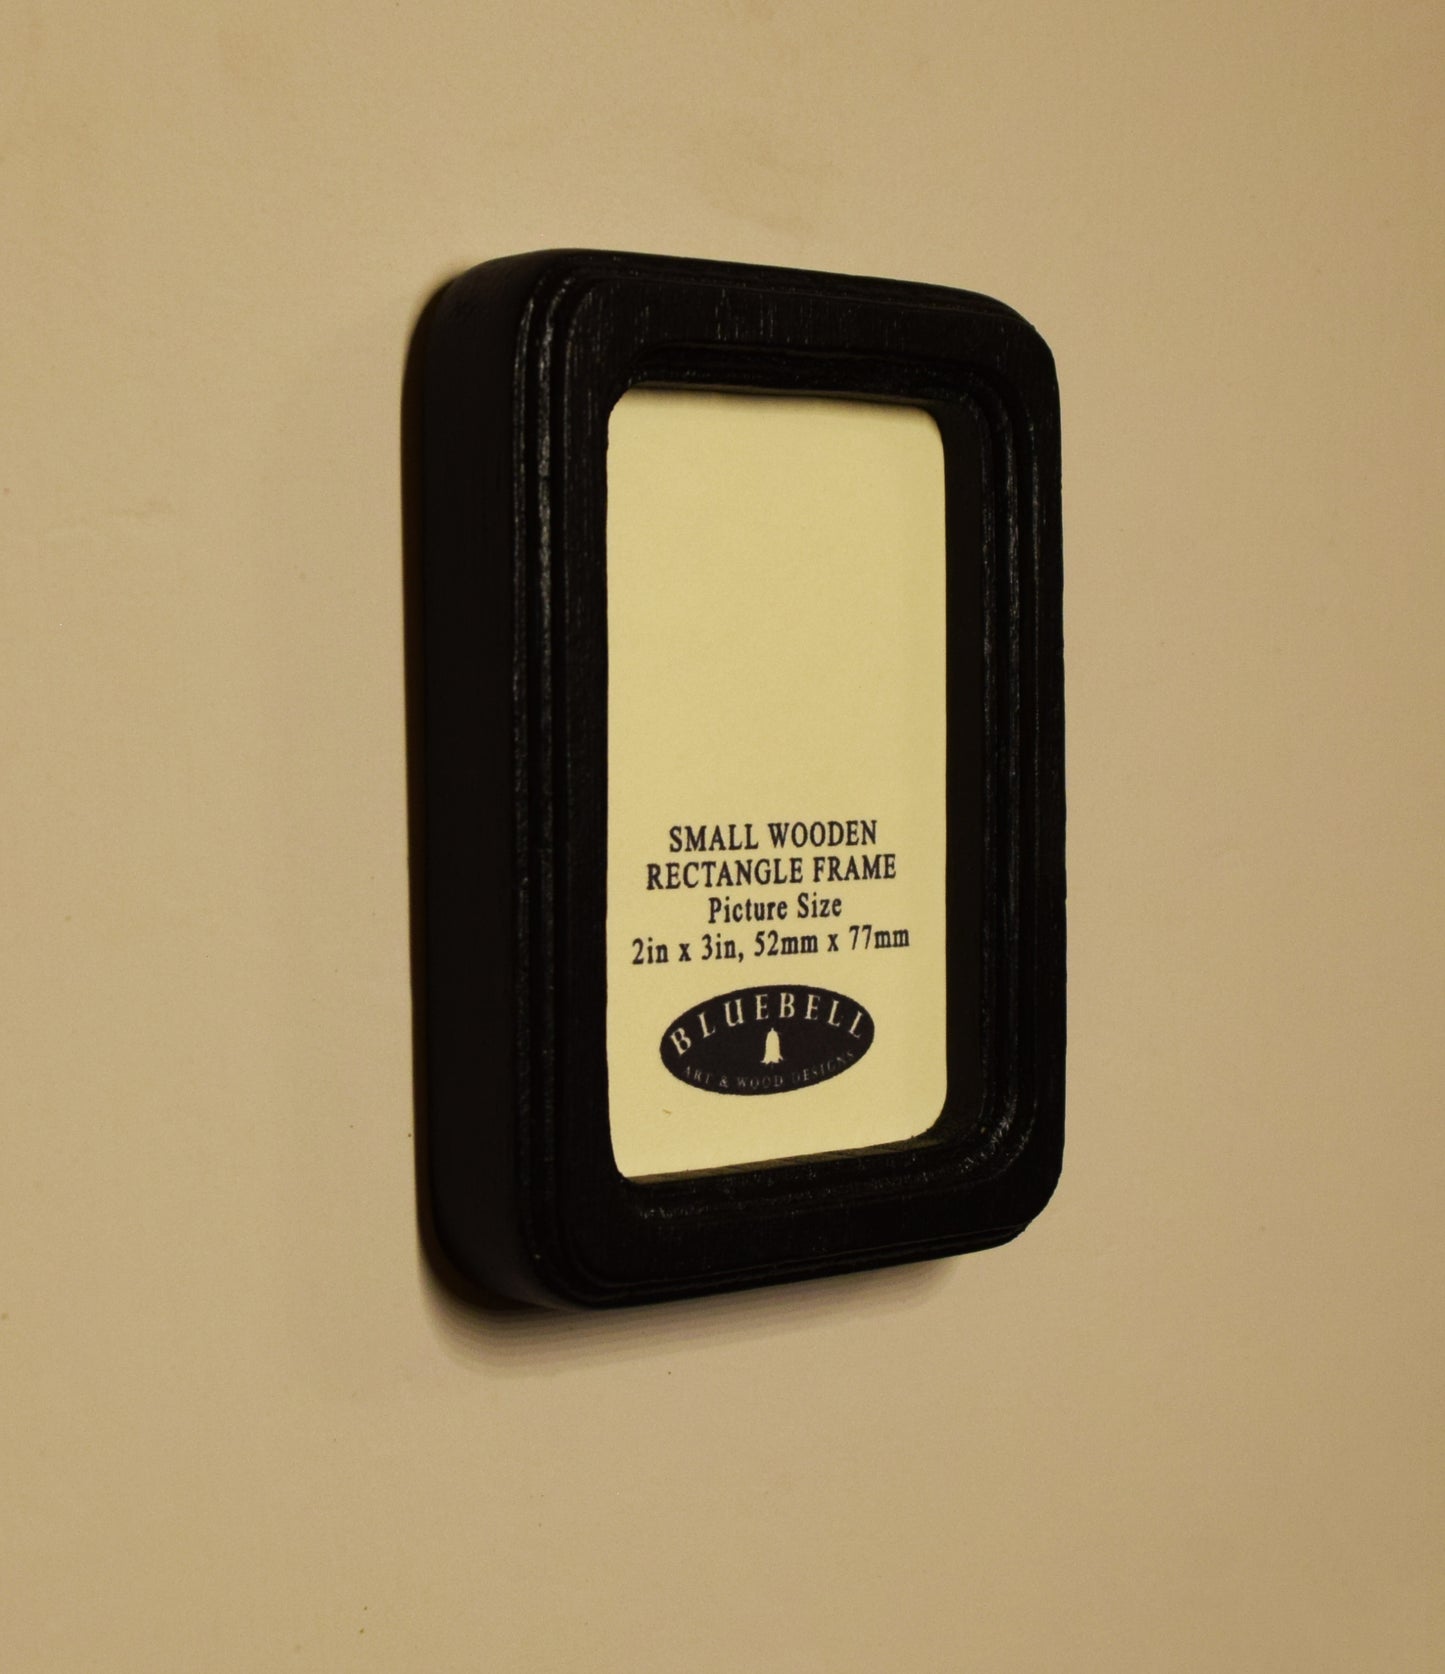 SMALL WOODEN
RECTANGLE FRAME
Picture Size
2in x 3in, 52mm x 77mm
BLUEBELL
ART & WOOD DESIGNS